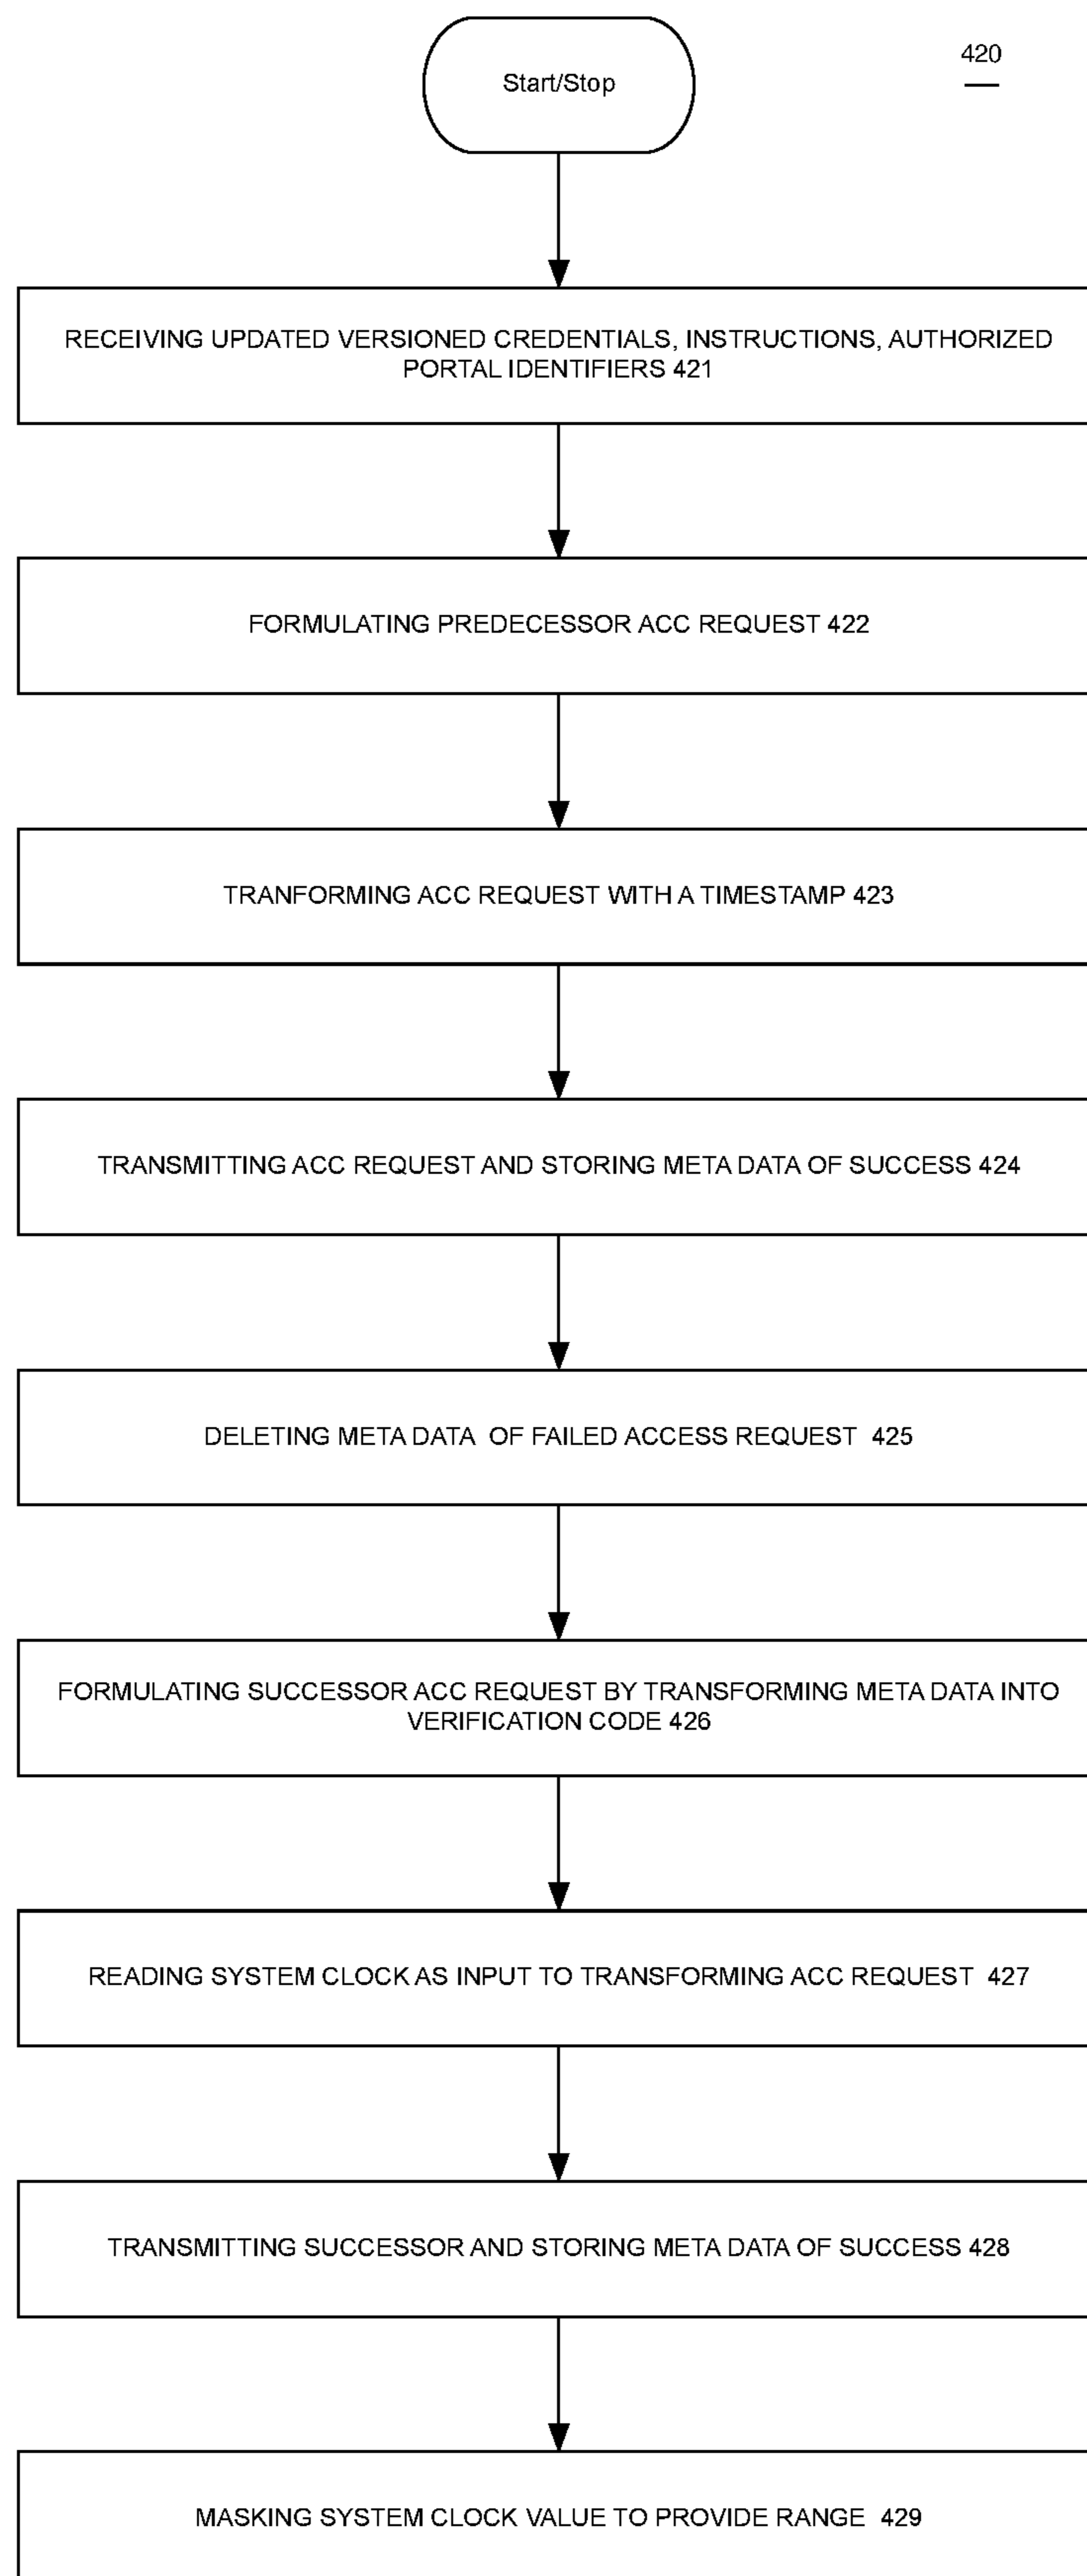 Start/Stop
420
RECEIVING UPDATED VERSIONED CREDENTIALS, INSTRUCTIONS, AUTHORIZED
PORTAL IDENTIFIERS 421
FORMULATING PREDECESSOR ACC REQUEST 422
TRANFORMING ACC REQUEST WITH A TIMESTAMP 423
TRANSMITTING ACC REQUEST AND STORING META DATA OF SUCCESS 424
DELETING META DATA OF FAILED ACCESS REQUEST 425
FORMULATING SUCCESSOR ACC REQUEST BY TRANSFORMING META DATA INTO
VERIFICATION CODE 426
READING SYSTEM CLOCK AS INPUT TO TRANSFORMING ACC REQUEST 427
TRANSMITTING SUCCESSOR AND STORING META DATA OF SUCCESS 428
MASKING SYSTEM CLOCK VALUE TO PROVIDE RANGE 429